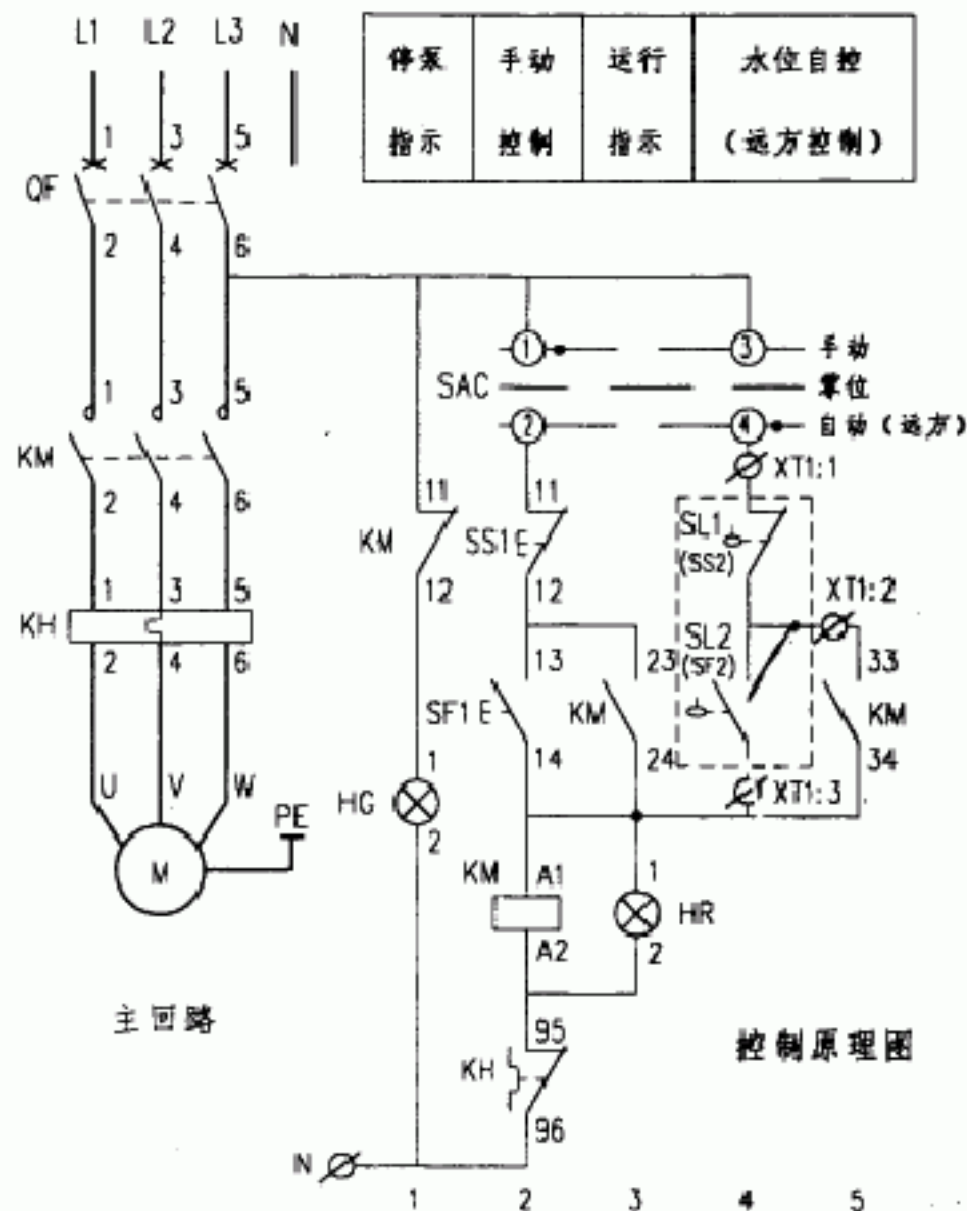 L1 L2 L3 N
停泵 手动 运行 水位自控
指示 控制 指示 (远方控制)
1 3 5
QF
2 4 6
1 3 手动
SAC 零位
2 4 自动(远方)
1 3 5
KM
2 4 6
XT1:1
11 11
KM SS1 E SL1
(SS2)
12 12
1 3 5
KH
2 4 6
XT1:2
SL2
(SF2)
13 23 33
SF1 E KM KM
14 24 34
XT1:3
U V W
PE
M
1
HG
2
KM A1 1
HR
A2 2
主回路
95
KH
96
控制原理图
N
1 2 3 4 5